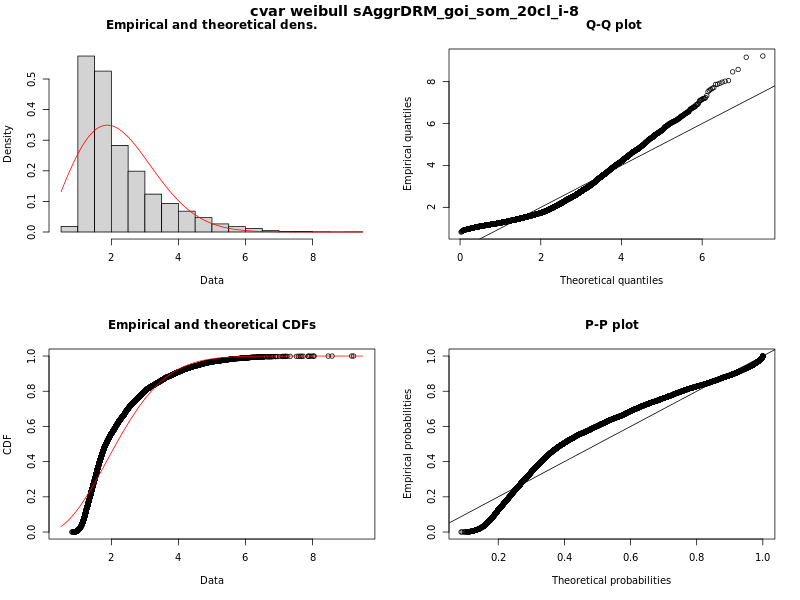 cvar weibull sAggrDRM_goi_som_20cl_i-8
Empirical and theoretical dens.
Density
0.0 0.1 0.2 0.3 0.4 0.5
2 4 6 8
Data
Q-Q plot
Empirical quantiles
2 4 6 8
0 2 4 6
Theoretical quantiles
Empirical and theoretical CDFs
CDF
0.0 0.2 0.4 0.6 0.8 1.0
2 4 6 8
Data
P-P plot
Empirical probabilities
0.0 0.2 0.4 0.6 0.8 1.0
0.2 0.4 0.6 0.8 1.0
Theoretical probabilities